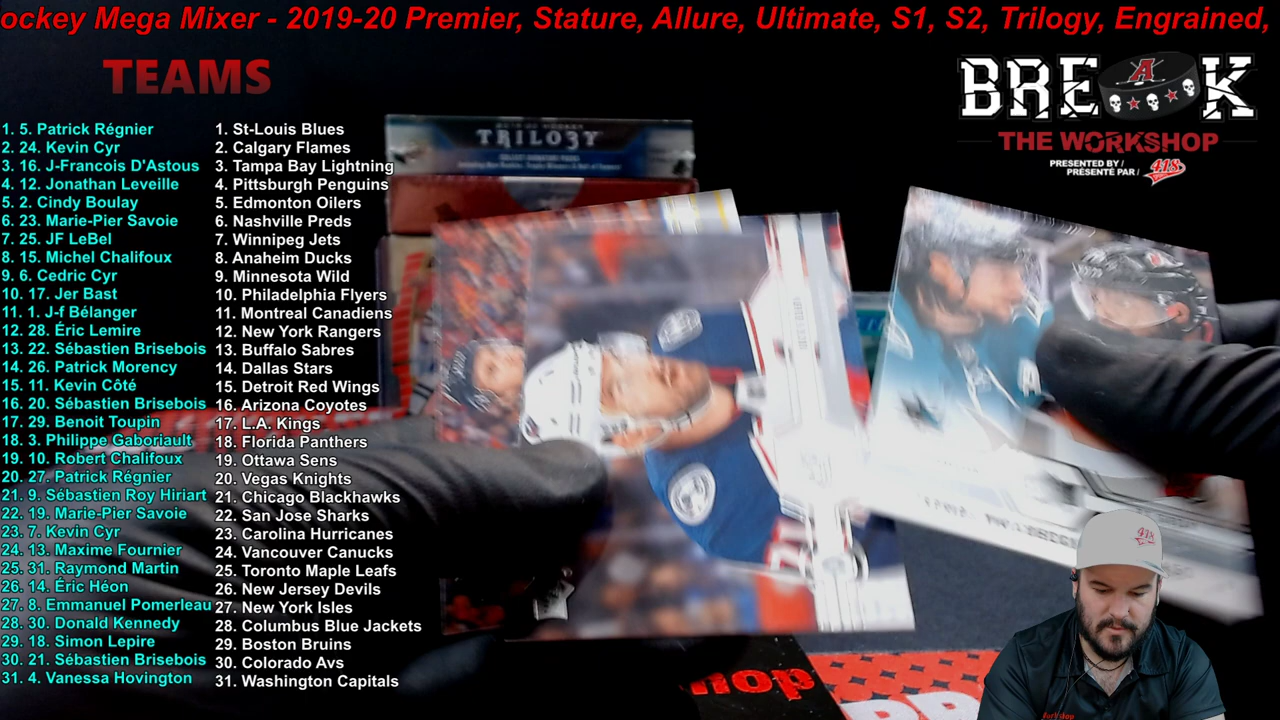 ockey Mega Mixer - 2019-20 Premier, Stature, Allure, Ultimate, S1, S2, Trilogy, Engrained,
TEAMS
BREAK
THE WORKSHOP
PRESENTED BY /
PRÉSENTÉ PAR /
418
TRILOGY
1. 5. Patrick Régnier
2. 24. Kevin Cyr
3. 16. J-Francois D'Astous
4. 12. Jonathan Leveille
5. 2. Cindy Boulay
6. 23. Marie-Pier Savoie
7. 25. JF LeBel
8. 15. Michel Chalifoux
9. 6. Cedric Cyr
10. 17. Jer Bast
11. 1. J-f Bélanger
12. 28. Éric Lemire
13. 22. Sébastien Brisebois
14. 26. Patrick Morency
15. 11. Kevin Côté
16. 20. Sébastien Brisebois
17. 29. Benoit Toupin
18. 3. Philippe Gaboriault
19. 10. Robert Chalifoux
20. 27. Patrick Régnier
21. 9. Sébastien Roy Hiriart
22. 19. Marie-Pier Savoie
23. 7. Kevin Cyr
24. 13. Maxime Fournier
25. 31. Raymond Martin
26. 14. Éric Héon
27. 8. Emmanuel Pomerleau
28. 30. Donald Kennedy
29. 18. Simon Lepire
30. 21. Sébastien Brisebois
31. 4. Vanessa Hovington
1. St-Louis Blues
2. Calgary Flames
3. Tampa Bay Lightning
4. Pittsburgh Penguins
5. Edmonton Oilers
6. Nashville Preds
7. Winnipeg Jets
8. Anaheim Ducks
9. Minnesota Wild
10. Philadelphia Flyers
11. Montreal Canadiens
12. New York Rangers
13. Buffalo Sabres
14. Dallas Stars
15. Detroit Red Wings
16. Arizona Coyotes
17. L.A. Kings
18. Florida Panthers
19. Ottawa Sens
20. Vegas Knights
21. Chicago Blackhawks
22. San Jose Sharks
23. Carolina Hurricanes
24. Vancouver Canucks
25. Toronto Maple Leafs
26. New Jersey Devils
27. New York Isles
28. Columbus Blue Jackets
29. Boston Bruins
30. Colorado Avs
31. Washington Capitals